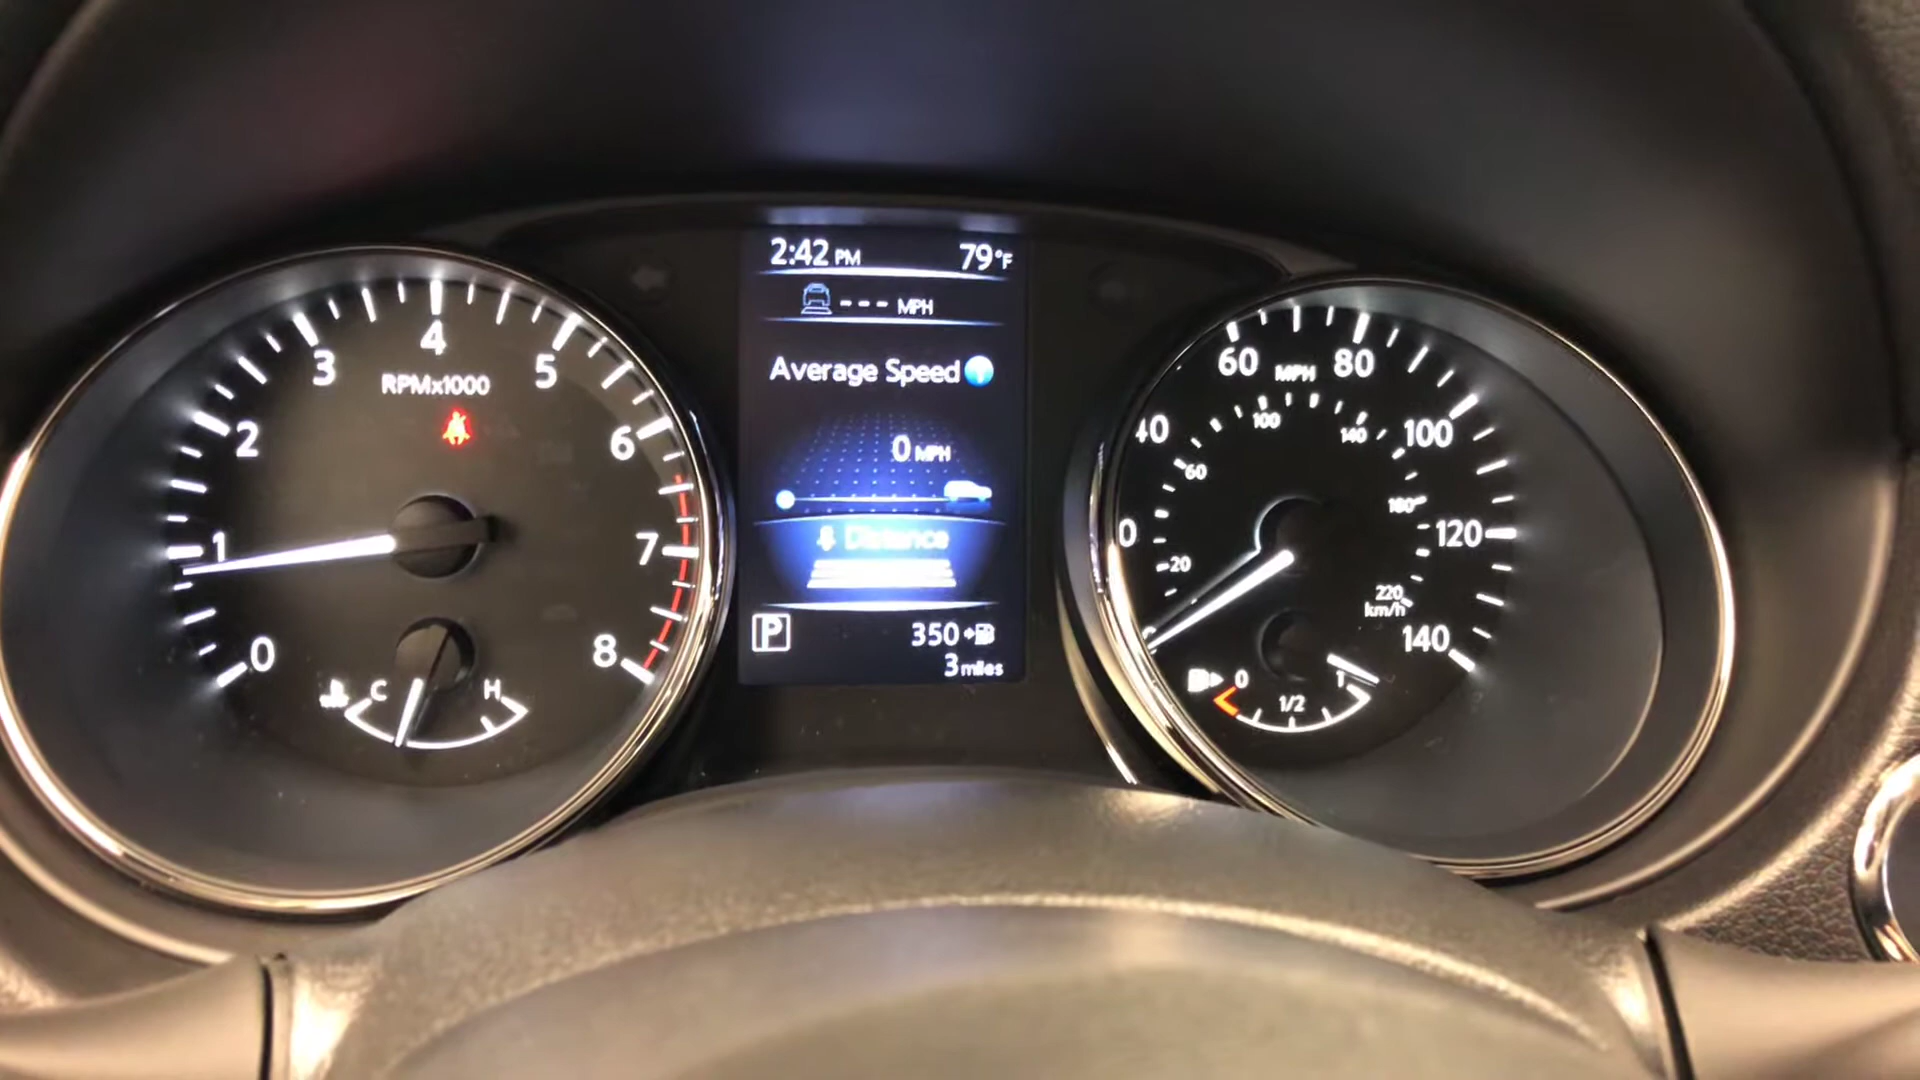 2:42 PM 79°F
--- MPH
Average Speed
0 MPH
Distance
P 350
3 miles
0 1 2 3 4 5 6 7 8
RPMx1000
C H
40 60 80 100 120 140
MPH
20 60 100 140 180 220
km/h
0 1/2 1